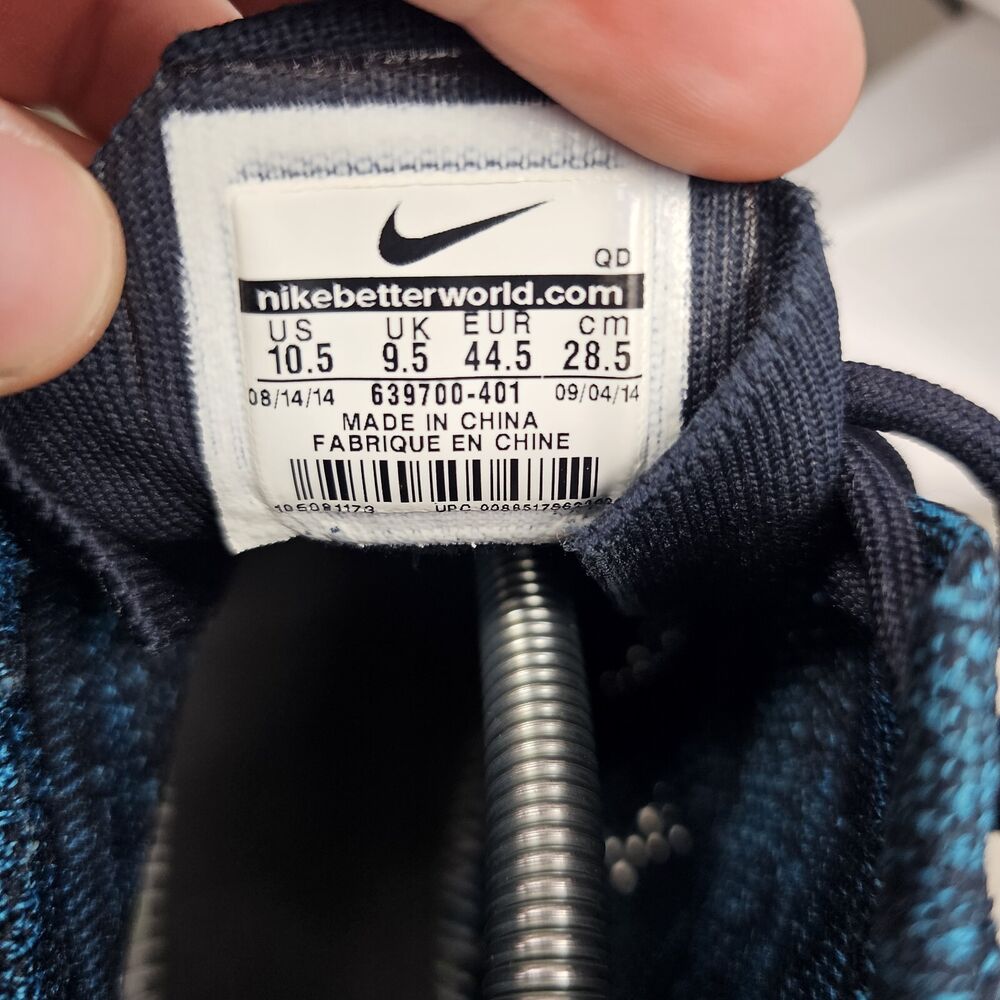 QD
nikebetterworld.com
US UK EUR cm
10.5 9.5 44.5 28.5
08/14/14 639700-401 09/04/14
MADE IN CHINA
FABRIQUE EN CHINE
UPC